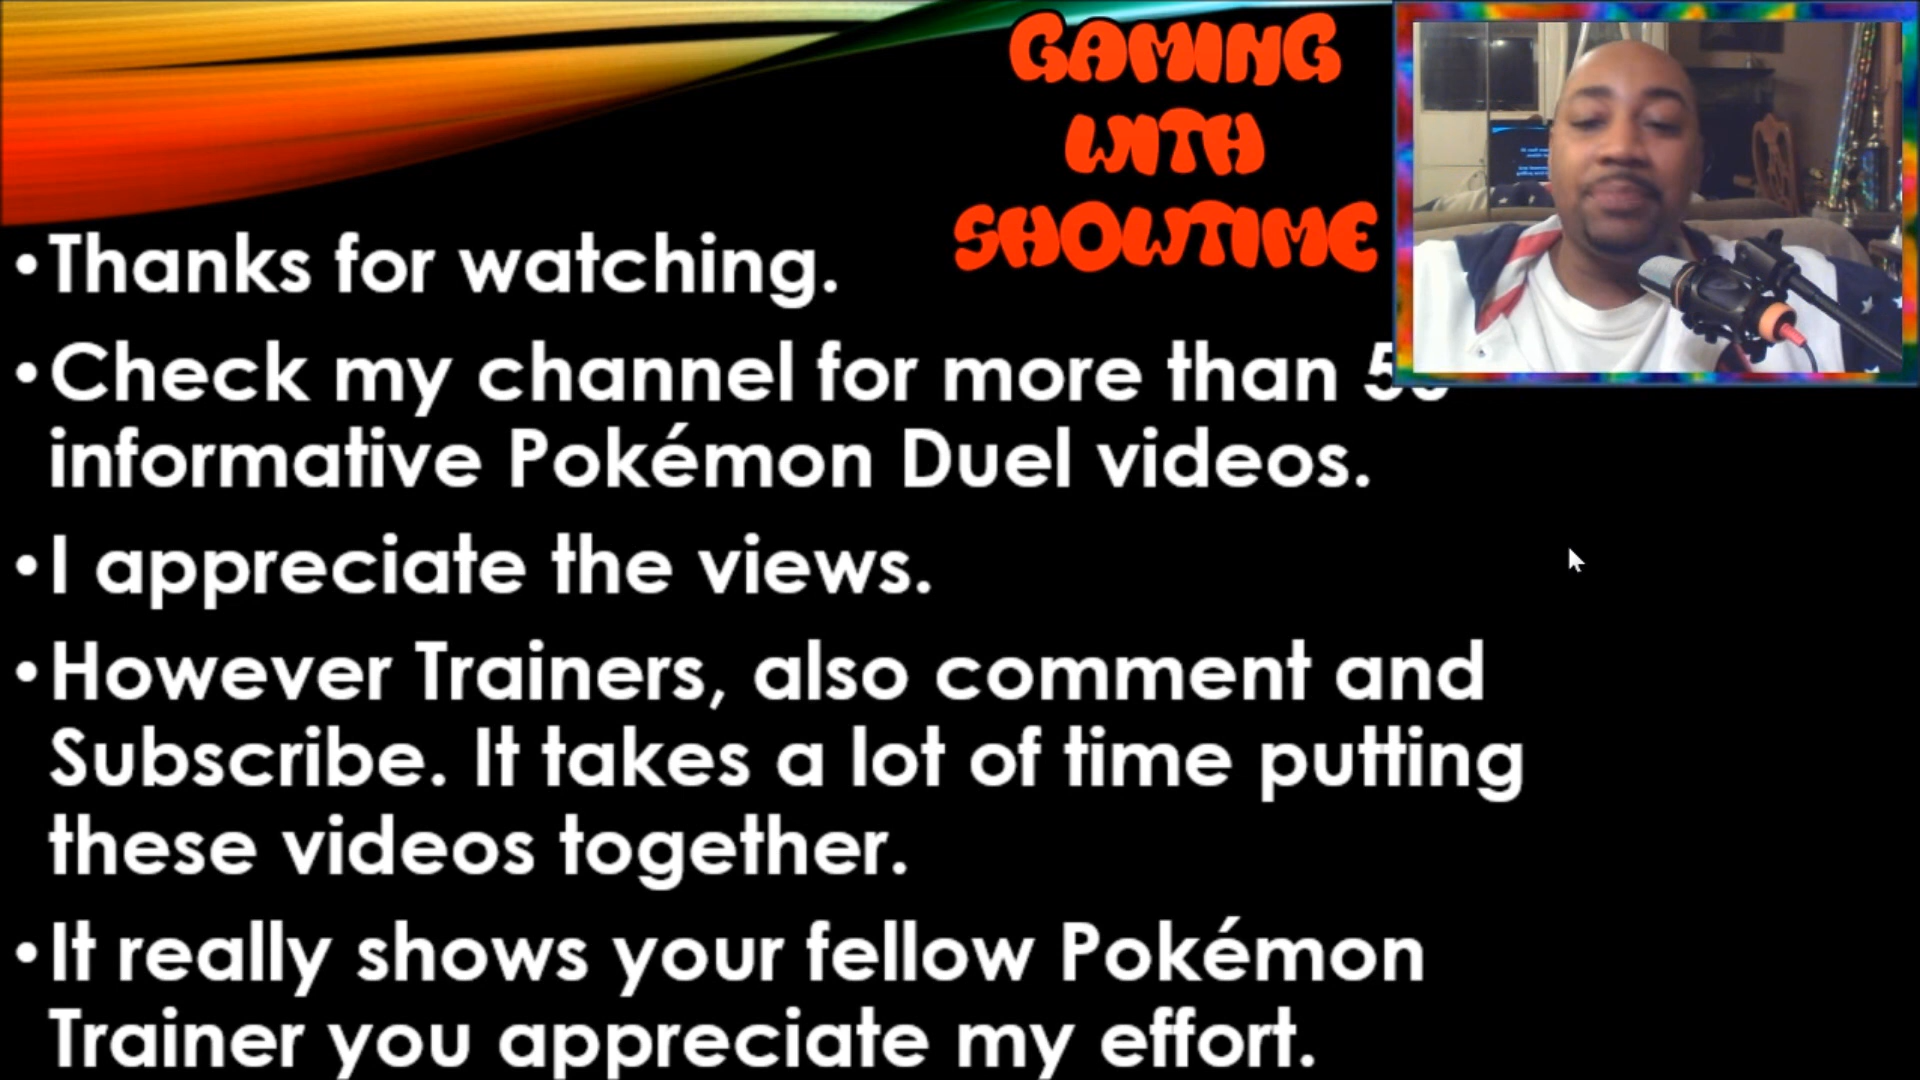 GAMING
WITH
SHOWTIME
•Thanks for watching.
•Check my channel for more than
informative Pokémon Duel videos.
•I appreciate the views.
•However Trainers, also comment and
Subscribe. It takes a lot of time putting
these videos together.
•It really shows your fellow Pokémon
Trainer you appreciate my effort.